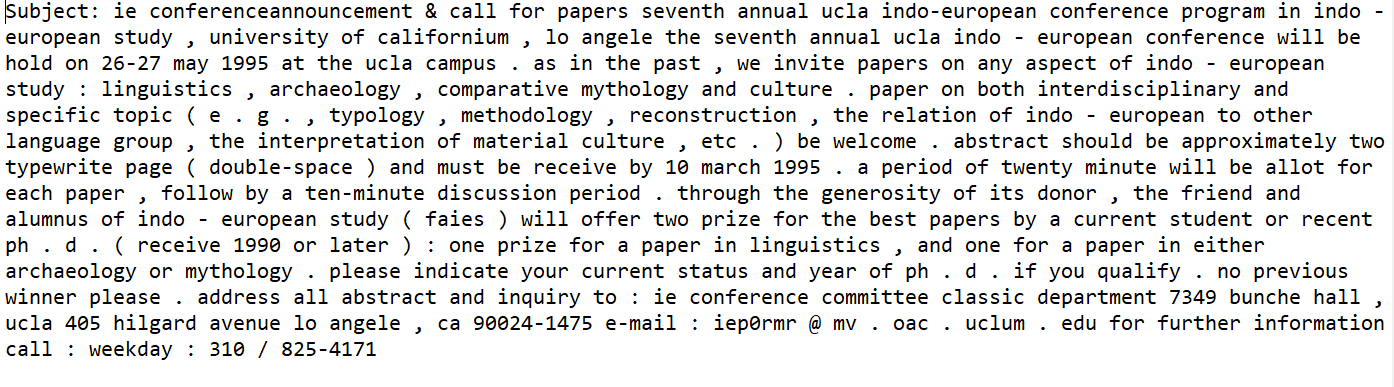 Subject: ie conferenceannouncement & call for papers seventh annual ucla indo-european conference program in indo -
european study , university of californium , lo angele the seventh annual ucla indo - european conference will be
hold on 26-27 may 1995 at the ucla campus . as in the past , we invite papers on any aspect of indo - european
study : linguistics , archaeology , comparative mythology and culture . paper on both interdisciplinary and
specific topic ( e . g . , typology , methodology , reconstruction , the relation of indo - european to other
language group , the interpretation of material culture , etc . ) be welcome . abstract should be approximately two
typewrite page ( double-space ) and must be receive by 10 march 1995 . a period of twenty minute will be allot for
each paper , follow by a ten-minute discussion period . through the generosity of its donor , the friend and
alumnus of indo - european study ( faies ) will offer two prize for the best papers by a current student or recent
ph . d . ( receive 1990 or later ) : one prize for a paper in linguistics , and one for a paper in either
archaeology or mythology . please indicate your current status and year of ph . d . if you qualify . no previous
winner please . address all abstract and inquiry to : ie conference committee classic department 7349 bunche hall ,
ucla 405 hilgard avenue lo angele , ca 90024-1475 e-mail : iep0rmr @ mv . oac . uclum . edu for further information
call : weekday : 310 / 825-4171